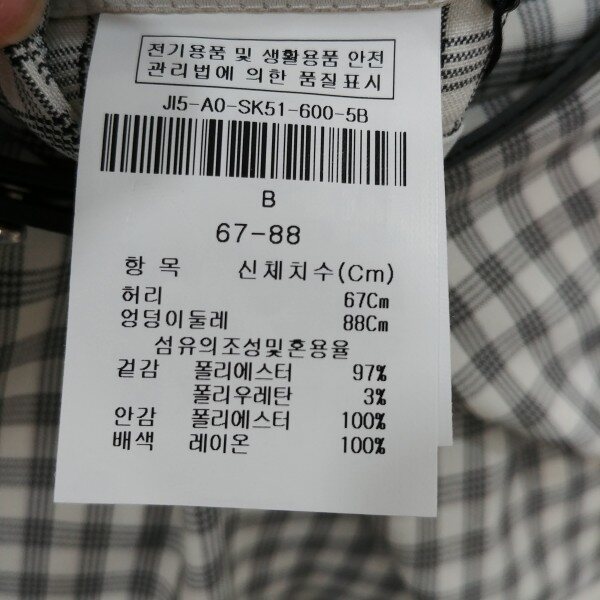 전기용품 및 생활용품 안전
관리법에 의한 품질표시
JI5-A0-SK51-600-5B
B
67-88
항 목 신체치수(Cm)
허리 67Cm
엉덩이둘레 88Cm
섬유의조성및혼용율
겉감 폴리에스터 97%
폴리우레탄 3%
안감 폴리에스터 100%
배색 레이온 100%